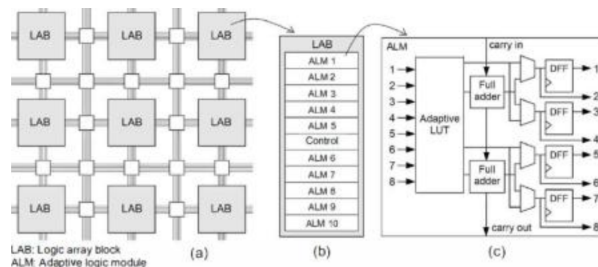 LAB LAB LAB
LAB LAB LAB
LAB LAB LAB
LAB: Logic array block
ALM: Adaptive logic module
(a)
LAB
ALM 1
ALM 2
ALM 3
ALM 4
ALM 5
Control
ALM 6
ALM 7
ALM 8
ALM 9
ALM 10
(b)
ALM
carry in
1
2
3
4
5
6
7
8
Adaptive
LUT
Full
adder
Full
adder
DFF
DFF
DFF
DFF
1
2
3
4
5
6
7
8
carry out
(c)